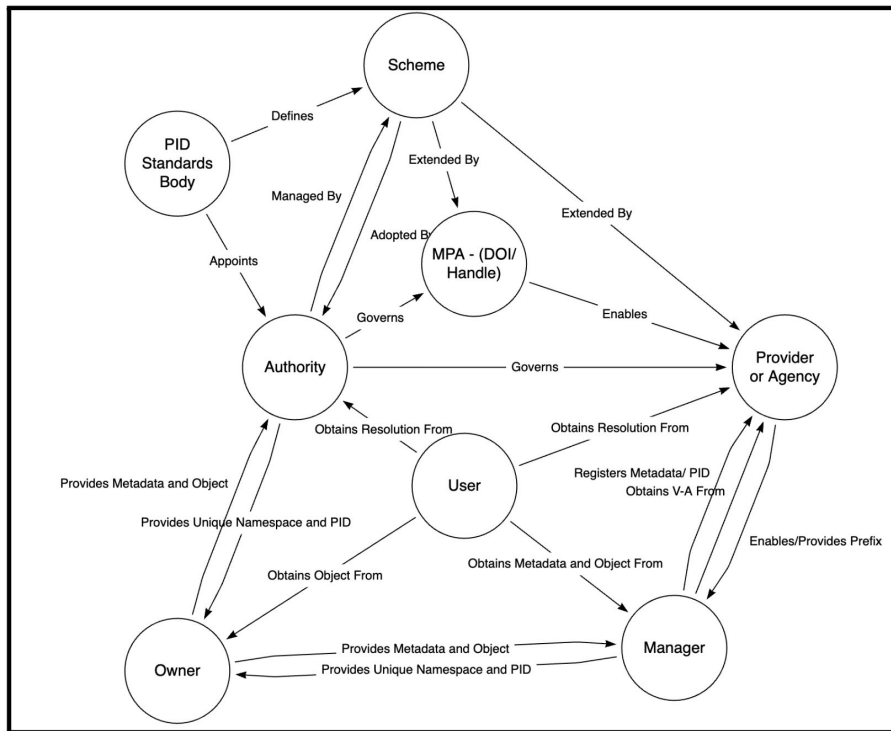 Scheme
Defines
PID
Standards
Body
Extended By
Managed By
Extended By
Adopted By
MPA - (DOI/
Handle)
Appoints
Governs
Enables
Authority
Governs
Provider
or Agency
Obtains Resolution From
Obtains Resolution From
Registers Metadata/ PID
Provides Metadata and Object
User
Obtains V-A From
Provides Unique Namespace and PID
Enables/Provides Prefix
Obtains Object From
Obtains Metadata and Object From
Owner
Provides Metadata and Object
Manager
Provides Unique Namespace and PID